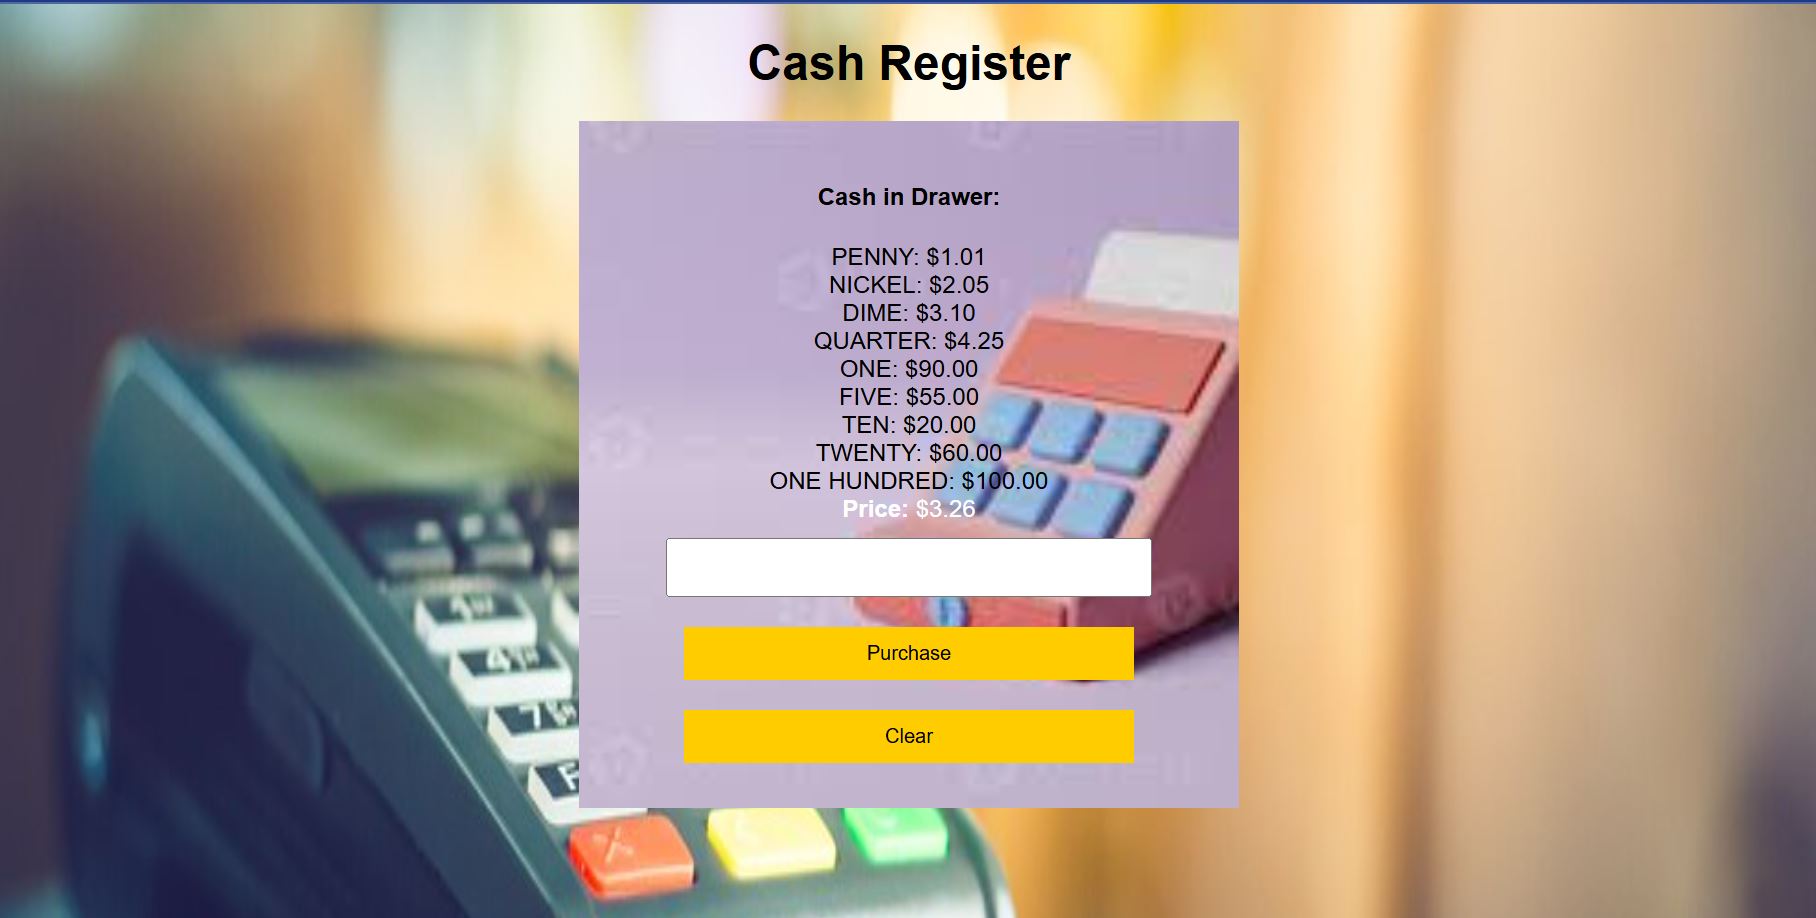 Cash Register
Cash in Drawer:
PENNY: $1.01
NICKEL: $2.05
DIME: $3.10
QUARTER: $4.25
ONE: $90.00
FIVE: $55.00
TEN: $20.00
TWENTY: $60.00
ONE HUNDRED: $100.00
Price: $3.26
Purchase
Clear